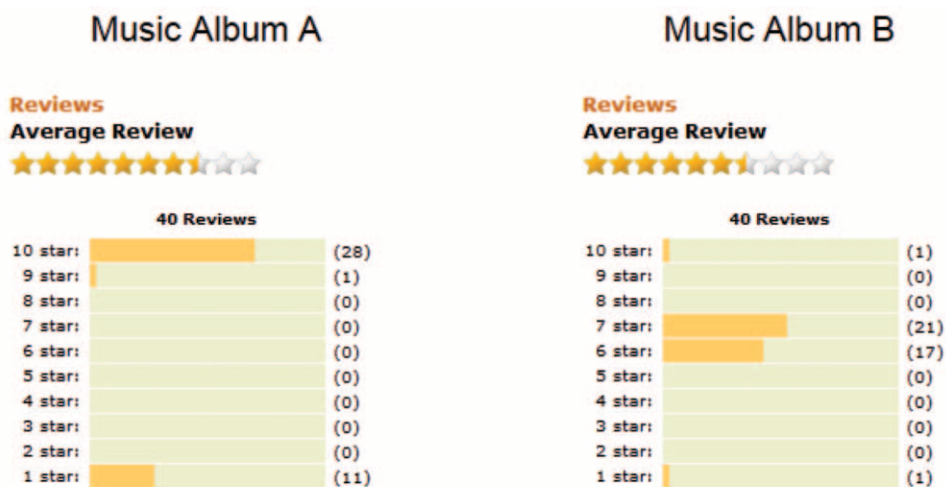 Music Album A
Reviews
Average Review
40 Reviews
10 star: (28)
9 star: (1)
8 star: (0)
7 star: (0)
6 star: (0)
5 star: (0)
4 star: (0)
3 star: (0)
2 star: (0)
1 star: (11)
Music Album B
Reviews
Average Review
40 Reviews
10 star: (1)
9 star: (0)
8 star: (0)
7 star: (21)
6 star: (17)
5 star: (0)
4 star: (0)
3 star: (0)
2 star: (0)
1 star: (1)